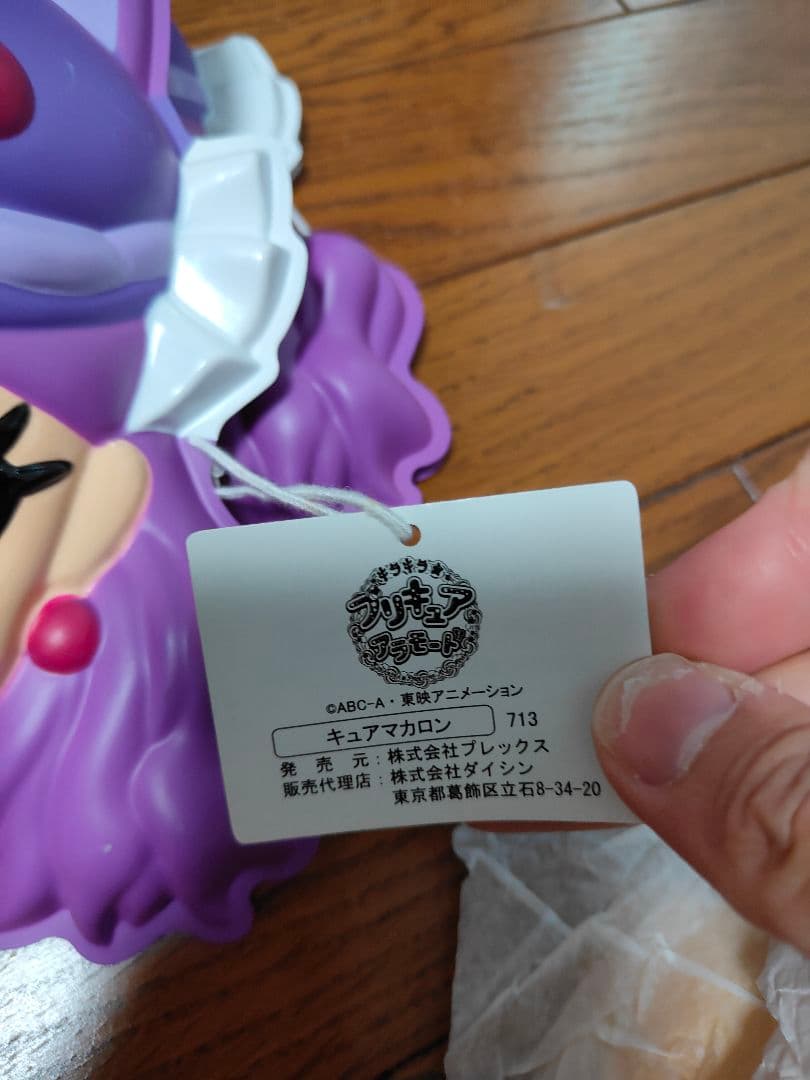 キラキラ☆
プリキュア
アラモード
©ABC-A・東映アニメーション
キュアマカロン 713
発 売 元：株式会社プレックス
販売代理店：株式会社ダイシン
東京都葛飾区立石8-34-20